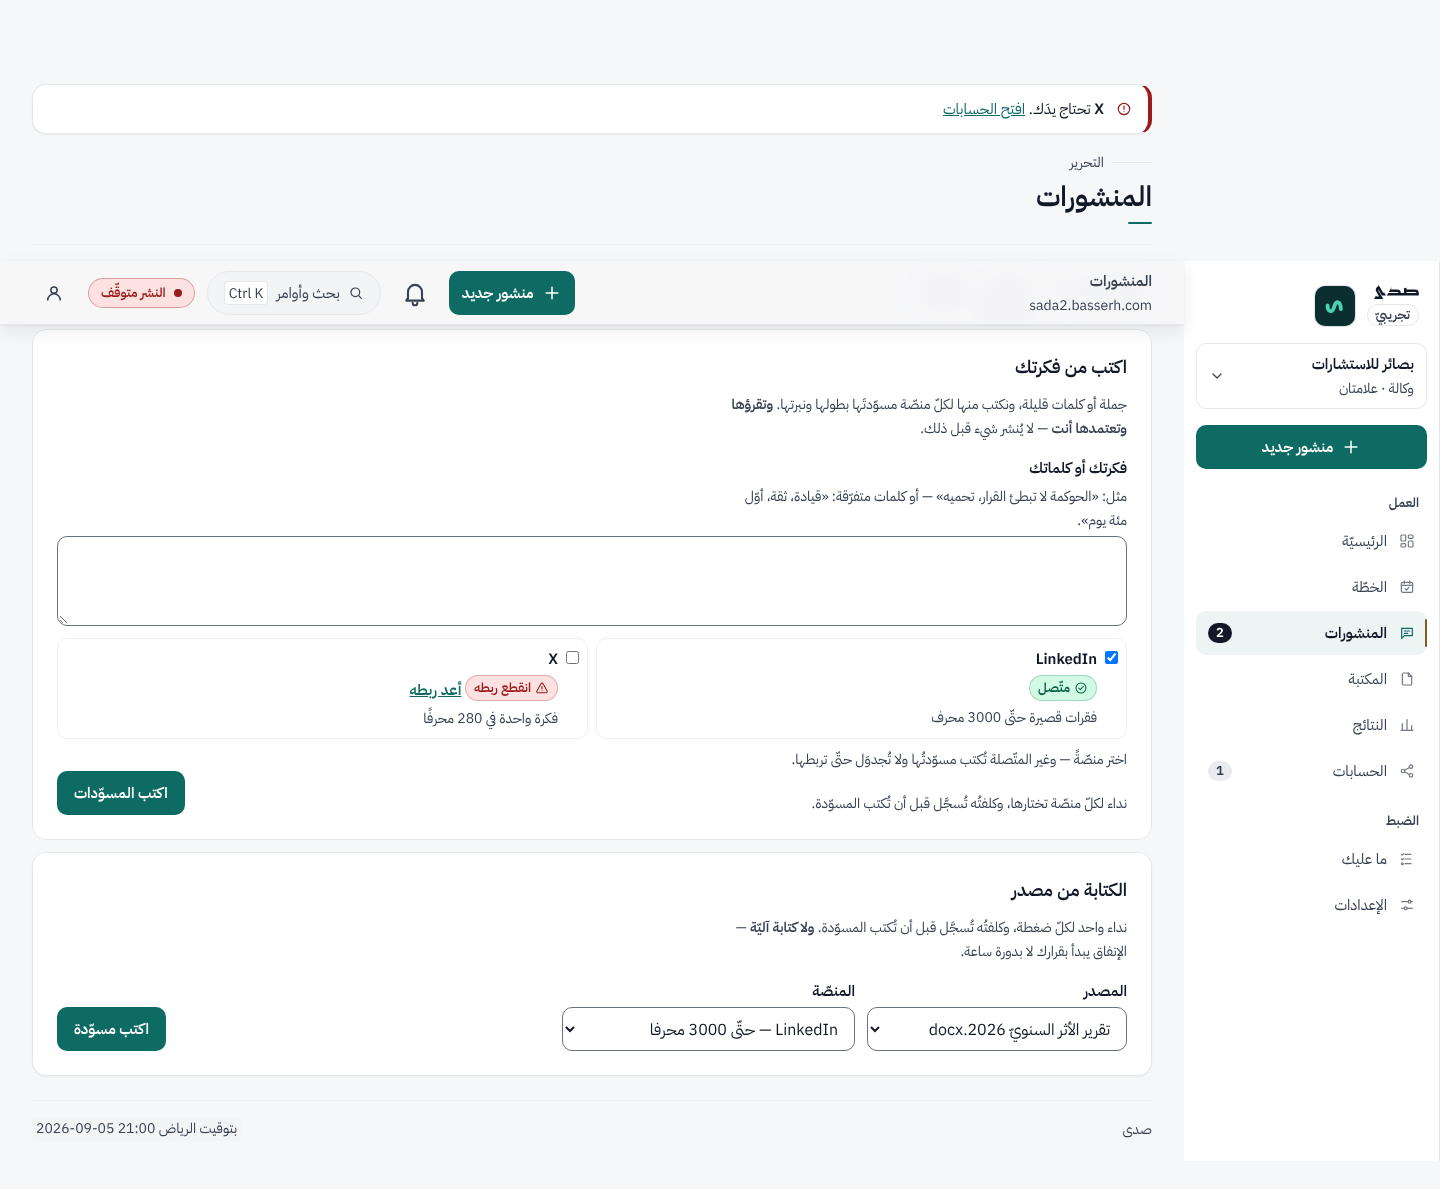 X تحتاج يدَك. افتح الحسابات
التحرير
المنشورات
المنشورات
sada2.basserh.com
منشور جديد
بحث وأوامر Ctrl K
النشر متوقّف
صدى
تجريبيّ
بصائر للاستشارات
وكالة · علامتان
منشور جديد
العمل
الرئيسيّة
الخطّة
المنشورات 2
المكتبة
النتائج
الحسابات 1
الضبط
ما عليك
الإعدادات
اكتب من فكرتك
جملة أو كلمات قليلة، ونكتب منها لكلّ منصّة مسوّدتَها بطولها ونبرتها. وتقرؤها
وتعتمدها أنت — لا يُنشر شيء قبل ذلك.
فكرتك أو كلماتك
مثل: «الحوكمة لا تبطئ القرار، تحميه» — أو كلمات متفرّقة: «قيادة، ثقة، أوّل
مئة يوم».
LinkedIn
متّصل
فقرات قصيرة حتّى 3000 محرف
X
انقطع ربطه أعد ربطه
فكرة واحدة في 280 محرفًا
اختر منصّةً — وغير المتّصلة تُكتب مسوّدتُها ولا تُجدوَل حتّى تربطها.
نداء لكلّ منصّة تختارها، وكلفتُه تُسجَّل قبل أن تُكتب المسوّدة.
اكتب المسوّدات
الكتابة من مصدر
نداء واحد لكلّ ضغطة، وكلفتُه تُسجَّل قبل أن تُكتب المسوّدة. ولا كتابة آليّة —
الإنفاق يبدأ بقرارك لا بدورة ساعة.
المصدر
تقرير الأثر السنويّ 2026.docx
المنصّة
LinkedIn — حتّى 3000 محرفا
اكتب مسوّدة
صدى
بتوقيت الرياض 21:00 2026-09-05